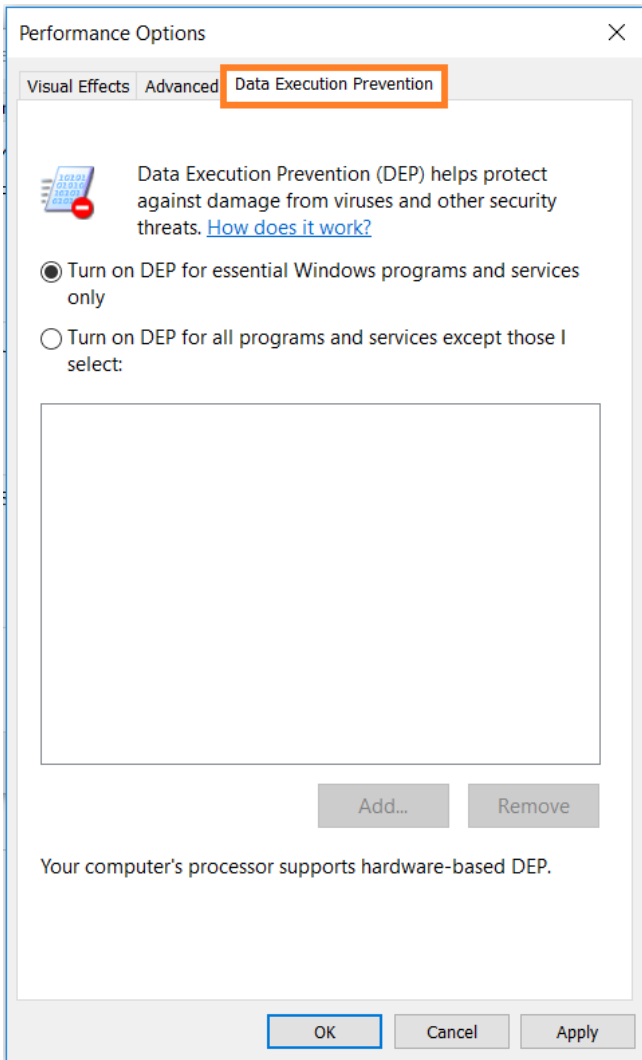 Performance Options
Visual Effects
Advanced
Data Execution Prevention
Data Execution Prevention (DEP) helps protect
against damage from viruses and other security
threats. How does it work?
Turn on DEP for essential Windows programs and services
only
Turn on DEP for all programs and services except those I
select:
Add...
Remove
Your computer's processor supports hardware-based DEP.
OK
Cancel
Apply